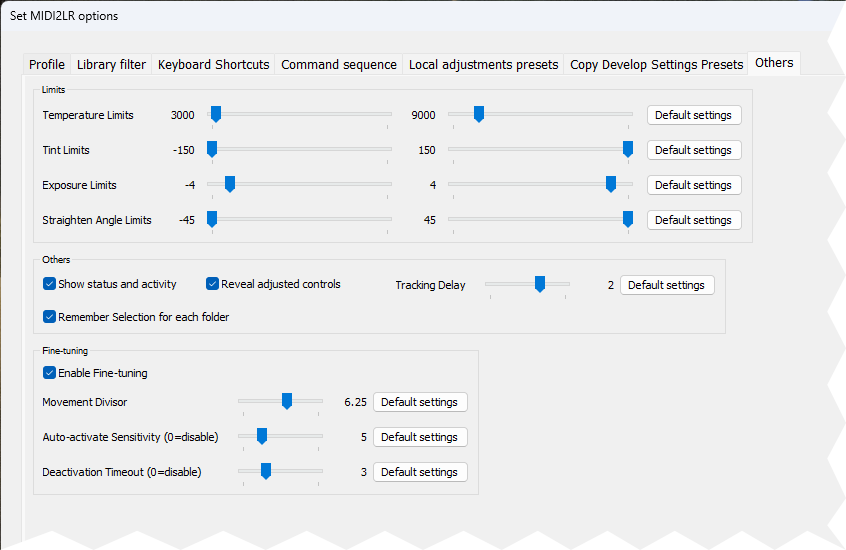 Set MIDI2LR options
Profile Library filter Keyboard Shortcuts Command sequence Local adjustments presets Copy Develop Settings Presets Others
Limits
Temperature Limits 3000 9000 Default settings
Tint Limits -150 150 Default settings
Exposure Limits -4 4 Default settings
Straighten Angle Limits -45 45 Default settings
Others
Show status and activity Reveal adjusted controls Tracking Delay 2 Default settings
Remember Selection for each folder
Fine-tuning
Enable Fine-tuning
Movement Divisor 6.25 Default settings
Auto-activate Sensitivity (0=disable) 5 Default settings
Deactivation Timeout (0=disable) 3 Default settings